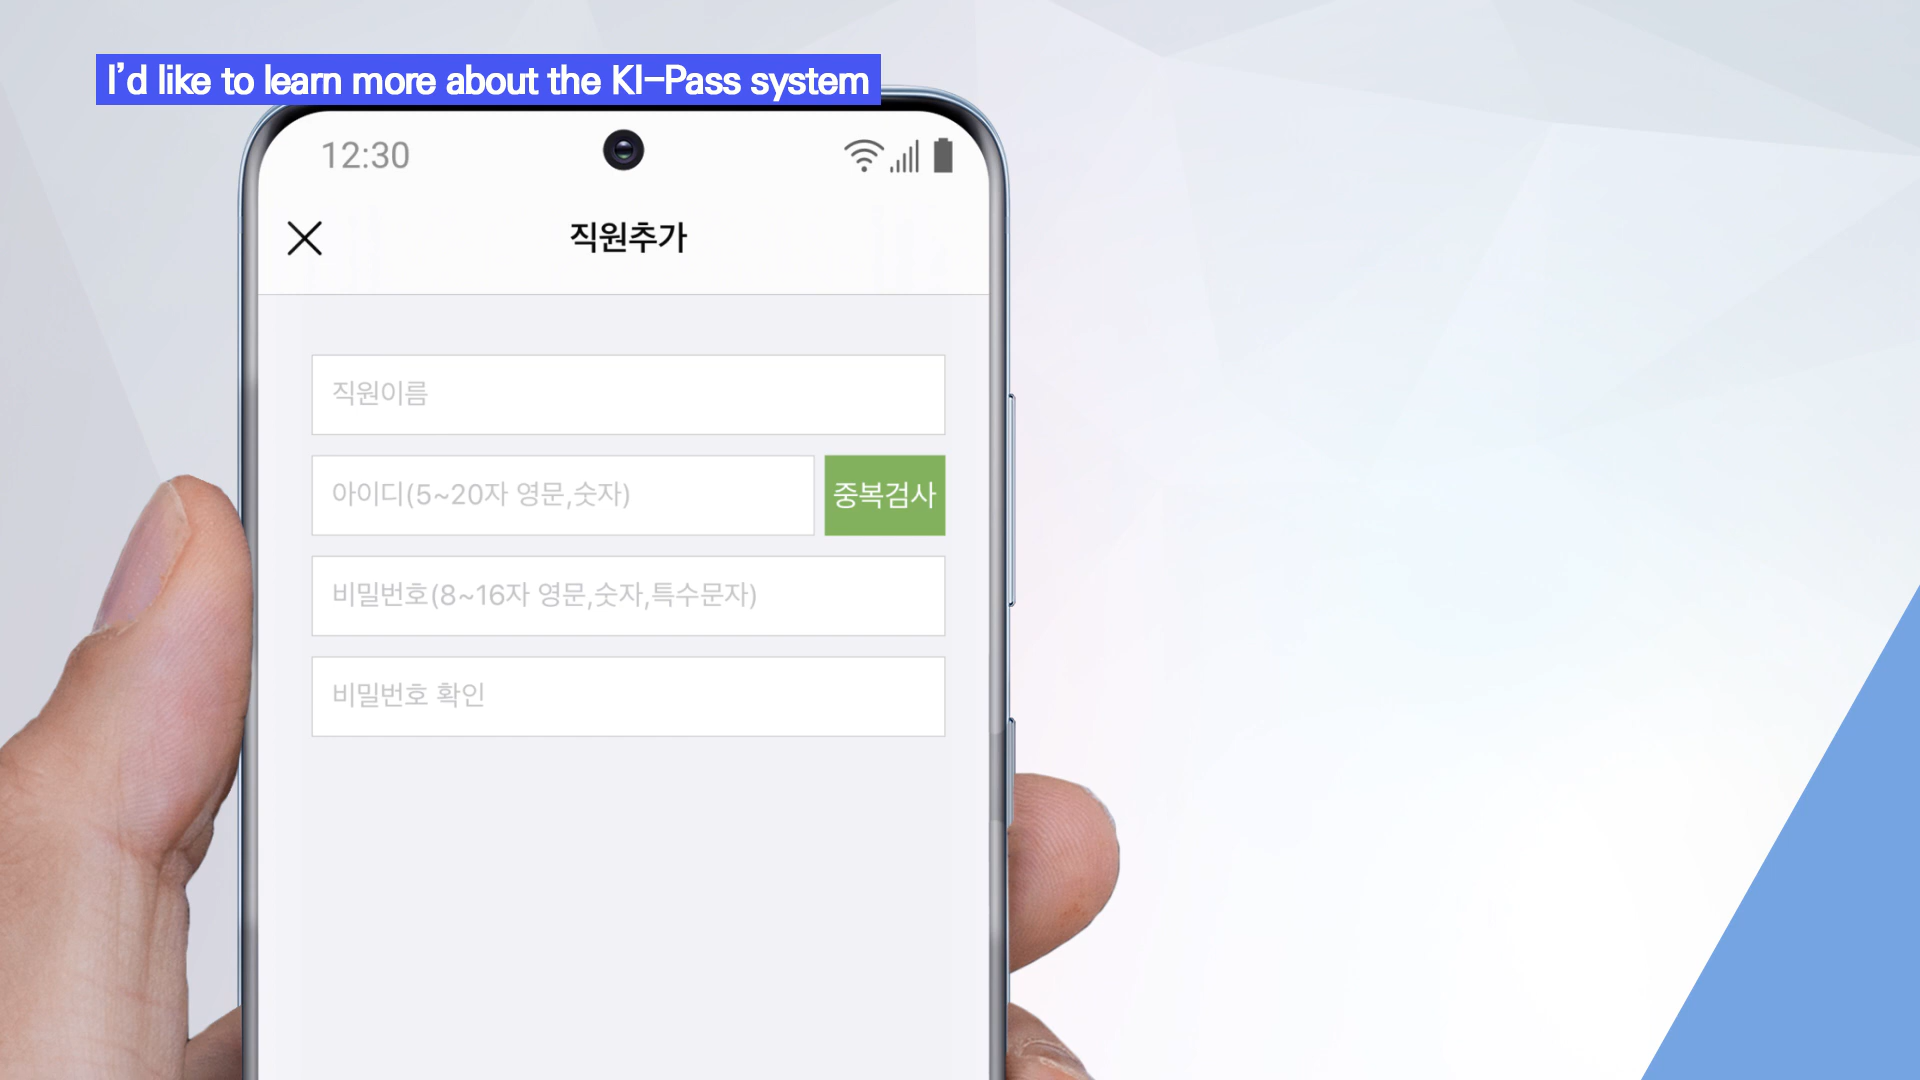 I'd like to learn more about the KI-Pass system
12:30
직원추가
직원이름
아이디(5~20자 영문,숫자)
중복검사
비밀번호(8~16자 영문,숫자,특수문자)
비밀번호 확인